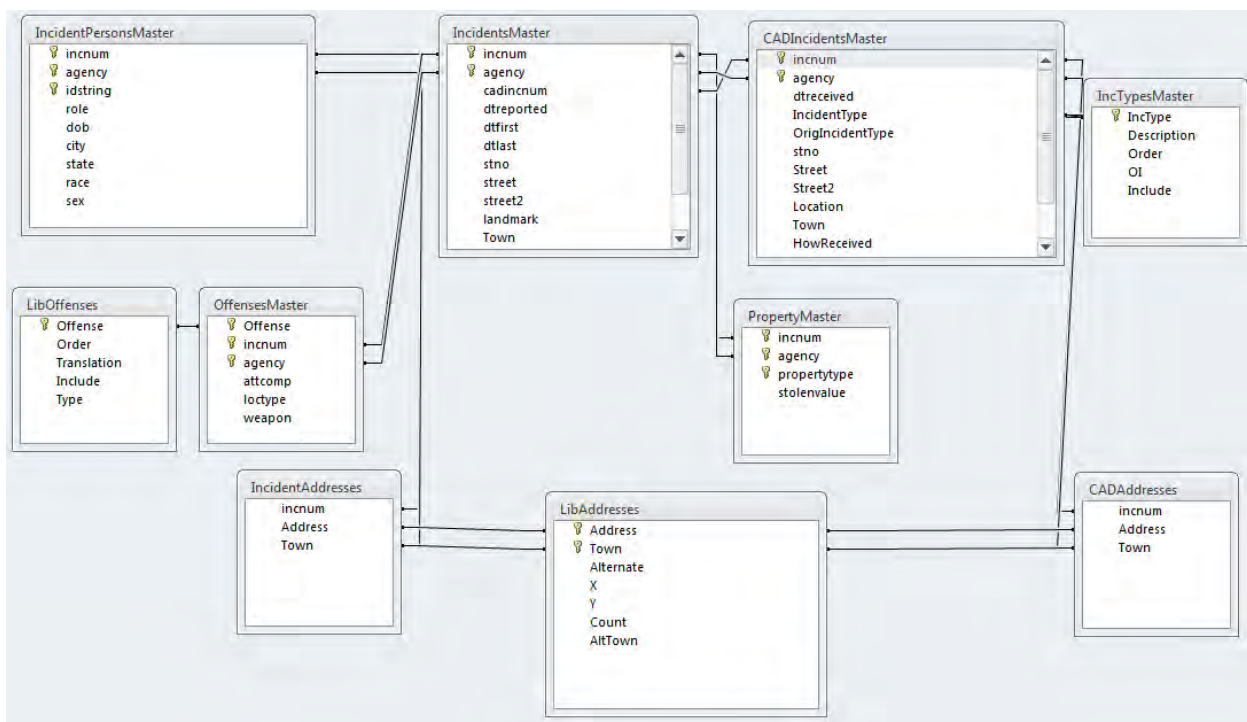 IncidentPersonsMaster
incnum
agency
idstring
role
dob
city
state
race
sex
IncidentsMaster
incnum
agency
cadincnum
dtreported
dtfirst
dtlast
stno
street
street2
landmark
Town
CADIncidentsMaster
incnum
agency
dtreceived
IncidentType
OrigIncidentType
stno
Street
Street2
Location
Town
HowReceived
IncTypesMaster
IncType
Description
Order
OI
Include
LibOffenses
Offense
Order
Translation
Include
Type
OffensesMaster
Offense
incnum
agency
attcomp
loctype
weapon
PropertyMaster
incnum
agency
propertytype
stolenvalue
IncidentAddresses
incnum
Address
Town
LibAddresses
Address
Town
Alternate
X
Y
Count
AltTown
CADAddresses
incnum
Address
Town